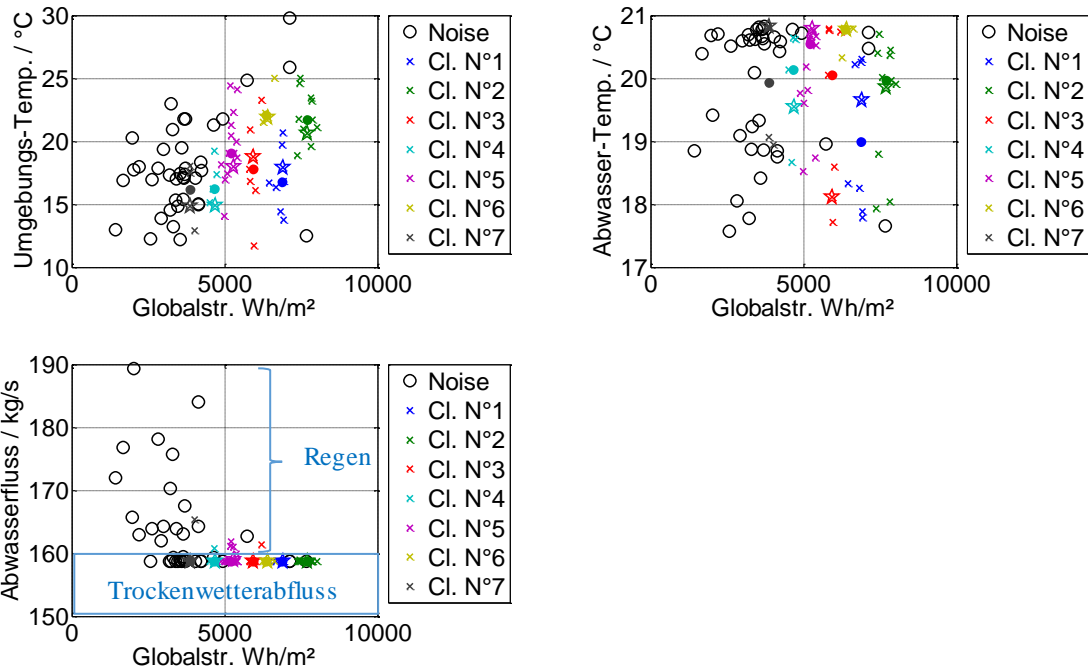 30
25
20
15
10
0
5000
10000
Umgebungs-Temp. / °C
Globalstr. Wh/m²
Noise
Cl. N°1
Cl. N°2
Cl. N°3
Cl. N°4
Cl. N°5
Cl. N°6
Cl. N°7
21
20
19
18
17
0
5000
10000
Abwasser-Temp. / °C
Globalstr. Wh/m²
Noise
Cl. N°1
Cl. N°2
Cl. N°3
Cl. N°4
Cl. N°5
Cl. N°6
Cl. N°7
190
180
170
160
150
0
5000
10000
Abwasserfluss / kg/s
Globalstr. Wh/m²
Regen
Trockenwetterabfluss
Noise
Cl. N°1
Cl. N°2
Cl. N°3
Cl. N°4
Cl. N°5
Cl. N°6
Cl. N°7